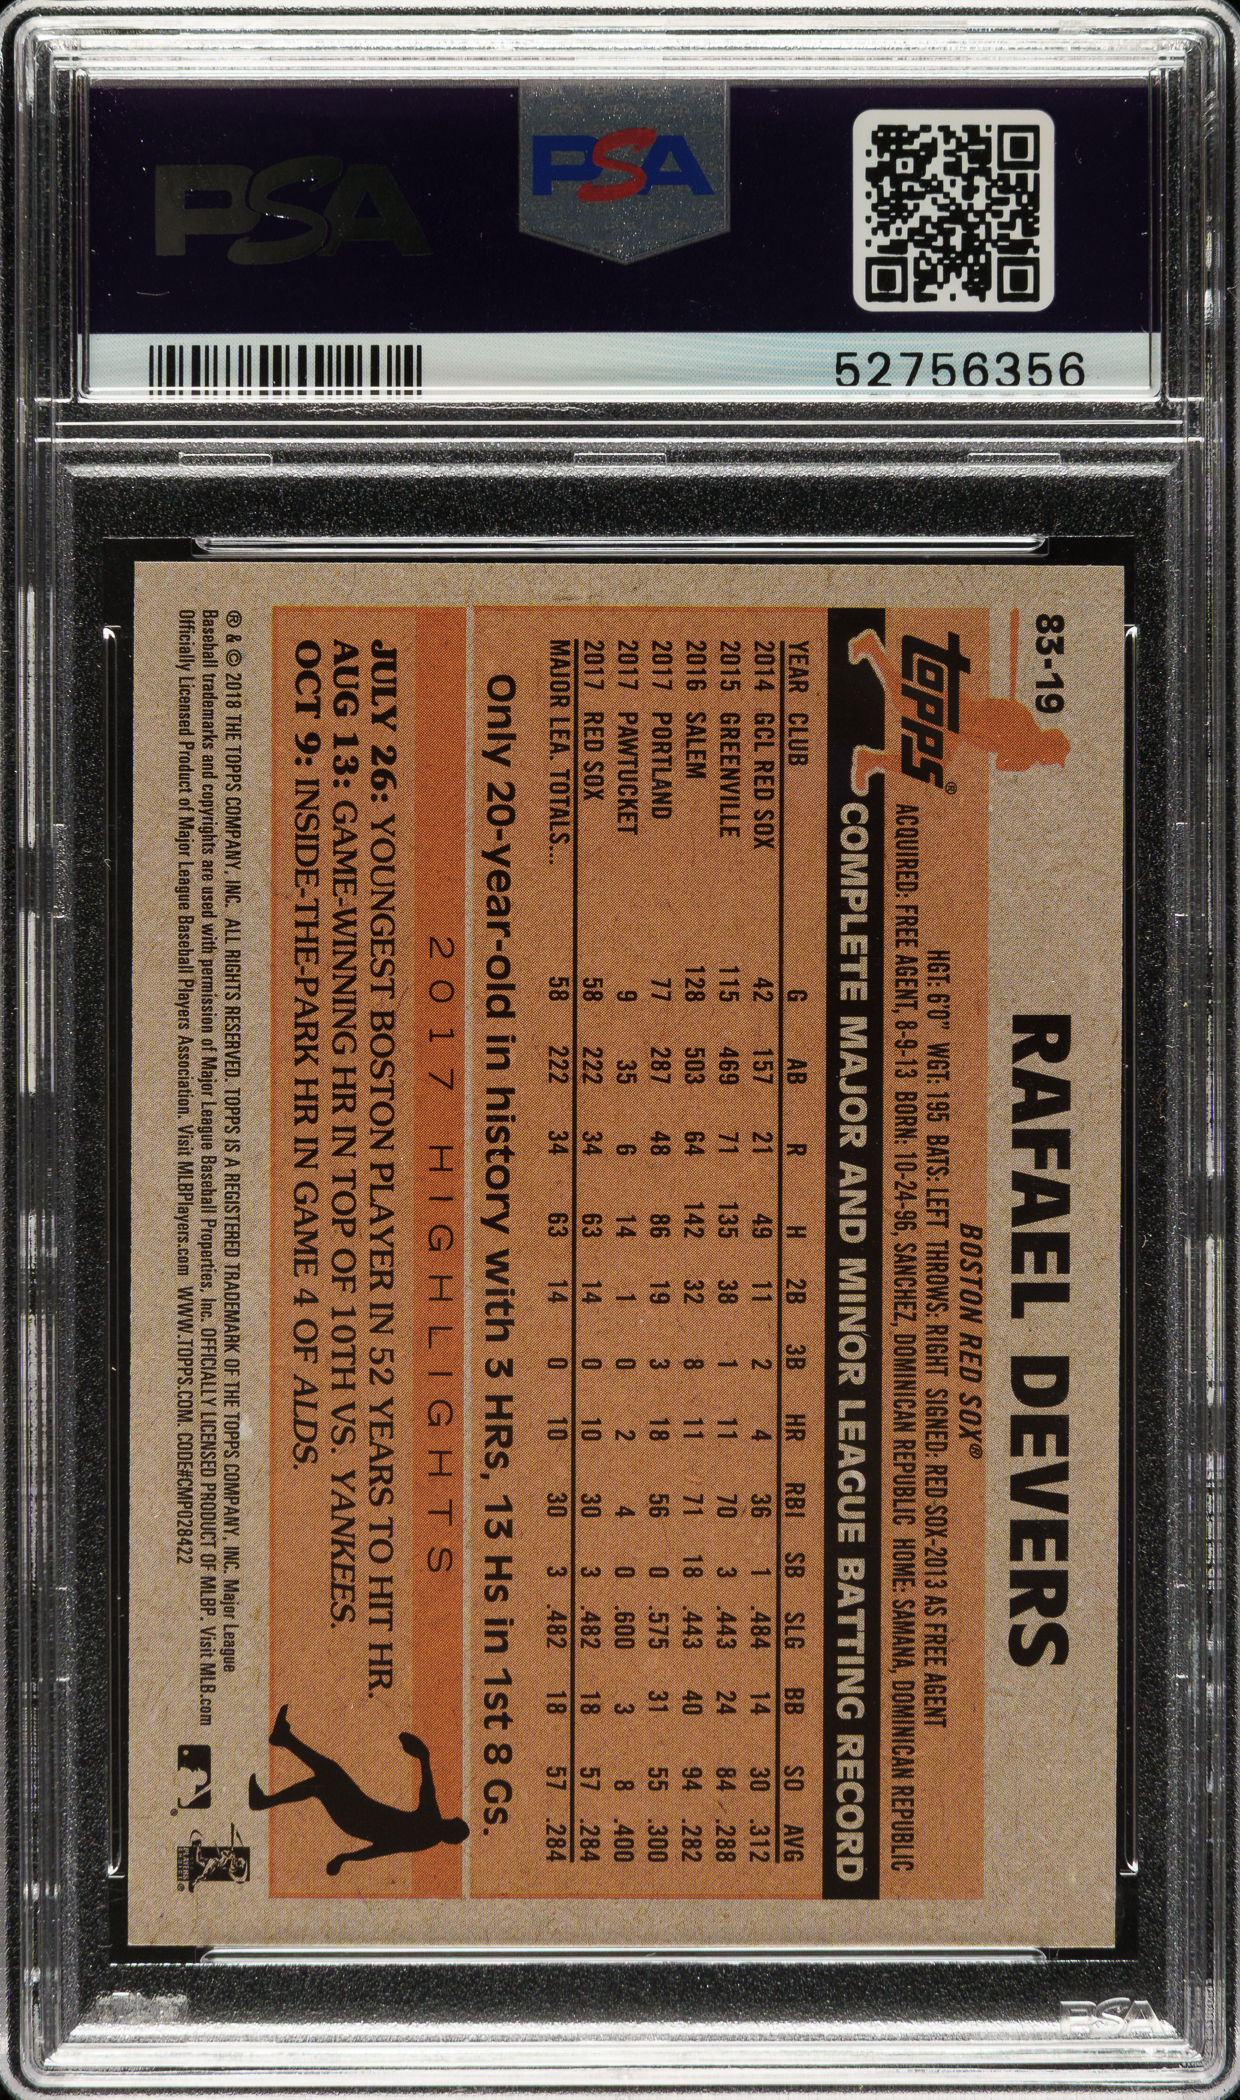 PSA
PSA
52756356
83-19
RAFAEL DEVERS
BOSTON RED SOX®
topps®
HGT: 6'0" WGT: 195 BATS: LEFT THROWS: RIGHT SIGNED: RED SOX-2013 AS FREE AGENT
ACQUIRED: FREE AGENT, 8-9-13 BORN: 10-24-96, SANCHEZ, DOMINICAN REPUBLIC HOME: SAMANA, DOMINICAN REPUBLIC
COMPLETE MAJOR AND MINOR LEAGUE BATTING RECORD
YEAR CLUB G AB R H 2B 3B HR RBI SB SLG BB SO AVG
2014 GCL RED SOX 42 157 21 49 11 2 4 36 1 .484 14 30 .312
2015 GREENVILLE 115 469 71 135 38 1 11 70 3 .443 24 84 .288
2016 SALEM 128 503 64 142 32 8 11 71 18 .443 40 94 .282
2017 PORTLAND 77 287 48 86 19 3 18 56 0 .575 31 55 .300
2017 PAWTUCKET 9 35 6 14 1 0 2 4 0 .600 3 8 .400
2017 RED SOX 58 222 34 63 14 0 10 30 3 .482 18 57 .284
MAJOR LEA. TOTALS... 58 222 34 63 14 0 10 30 3 .482 18 57 .284
Only 20-year-old in history with 3 HRs, 13 Hs in 1st 8 Gs.
2017 HIGHLIGHTS
JULY 26: YOUNGEST BOSTON PLAYER IN 52 YEARS TO HIT HR.
AUG 13: GAME-WINNING HR IN TOP OF 10TH VS. YANKEES.
OCT 9: INSIDE-THE-PARK HR IN GAME 4 OF ALDS.
® & © 2018 THE TOPPS COMPANY, INC. ALL RIGHTS RESERVED. TOPPS IS A REGISTERED TRADEMARK OF THE TOPPS COMPANY, INC. Major League
Baseball trademarks and copyrights are used with permission of Major League Baseball Properties, Inc. OFFICIALLY LICENSED PRODUCT OF MLBP. Visit MLB.com
Officially Licensed Product of Major League Baseball Players Association. Visit MLBPlayers.com WWW.TOPPS.COM. CODE#CMP028422
PSA